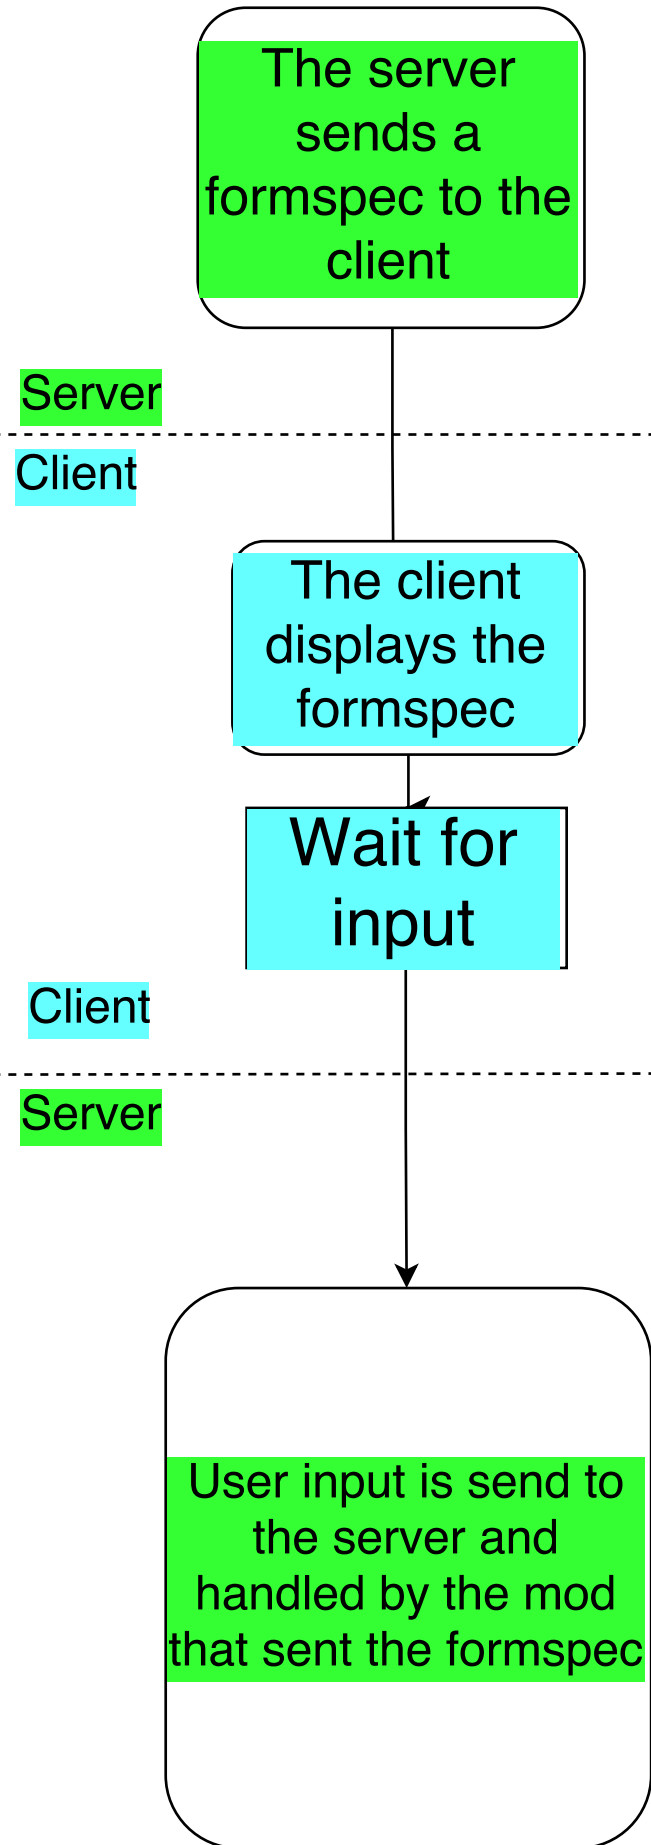 The server
sends a
formspec to the
client
Server
Client
The client
displays the
formspec
Wait for
input
Client
Server
User input is send to
the server and
handled by the mod
that sent the formspec